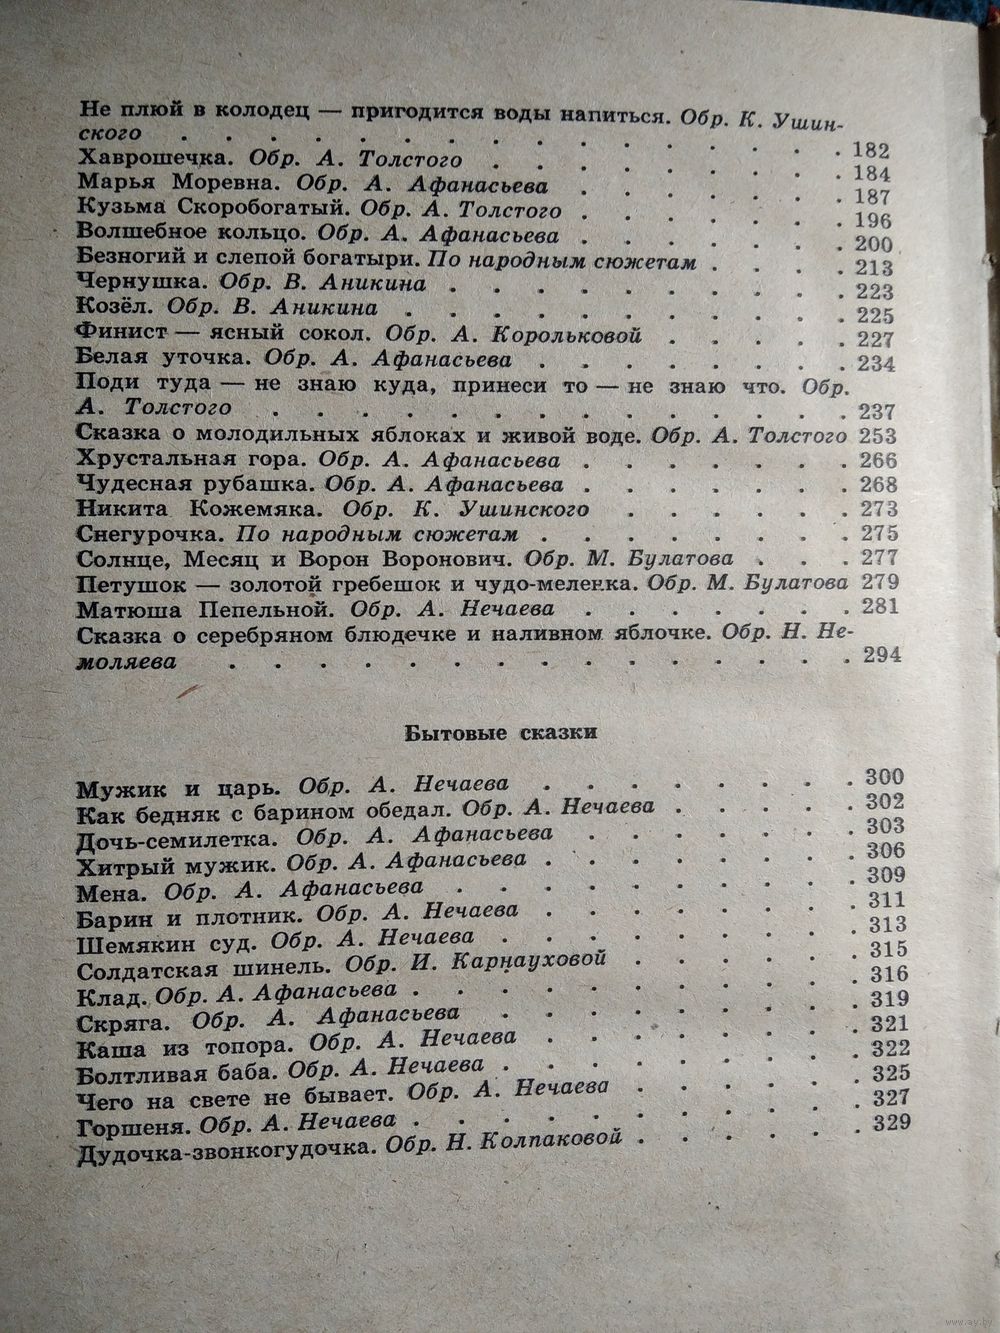 Не плюй в колодец — пригодится воды напиться. Обр. К. Ушин-
ского . . . . . . . . . . . . . . 182
Хаврошечка. Обр. А. Толстого . . . . . . . . 184
Марья Моревна. Обр. А. Афанасьева . . . . . . 187
Кузьма Скоробогатый. Обр. А. Толстого . . . . . . 196
Волшебное кольцо. Обр. А. Афанасьева . . . . . . 200
Безногий и слепой богатыри. По народным сюжетам . . . . 213
Чернушка. Обр. В. Аникина . . . . . . . . . 223
Козёл. Обр. В. Аникина . . . . . . . . . . 225
Финист — ясный сокол. Обр. А. Корольковой . . . . . 227
Белая уточка. Обр. А. Афанасьева . . . . . . . 234
Поди туда — не знаю куда, принеси то — не знаю что. Обр.
А. Толстого . . . . . . . . . . . . . 237
Сказка о молодильных яблоках и живой воде. Обр. А. Толстого 253
Хрустальная гора. Обр. А. Афанасьева . . . . . . 266
Чудесная рубашка. Обр. А. Афанасьева . . . . . . 268
Никита Кожемяка. Обр. К. Ушинского . . . . . . 273
Снегурочка. По народным сюжетам . . . . . . . 275
Солнце, Месяц и Ворон Воронович. Обр. М. Булатова . . . 277
Петушок — золотой гребешок и чудо-меленка. Обр. М. Булатова 279
Матюша Пепельной. Обр. А. Нечаева . . . . . . . 281
Сказка о серебряном блюдечке и наливном яблочке. Обр. Н. Не-
моляева . . . . . . . . . . . . . . 294
Бытовые сказки
Мужик и царь. Обр. А. Нечаева . . . . . . . . 300
Как бедняк с барином обедал. Обр. А. Нечаева . . . . . 302
Дочь-семилетка. Обр. А. Афанасьева . . . . . . . 303
Хитрый мужик. Обр. А. Афанасьева . . . . . . . . 306
Мена. Обр. А. Афанасьева . . . . . . . . . . 309
Барин и плотник. Обр. А. Нечаева . . . . . . . . 311
Шемякин суд. Обр. А. Нечаева . . . . . . . . . 313
Солдатская шинель. Обр. И. Карнауховой . . . . . . 315
Клад. Обр. А. Афанасьева . . . . . . . . . . . 316
Скряга. Обр. А. Афанасьева . . . . . . . . . 319
Каша из топора. Обр. А. Нечаева . . . . . . . . 321
Болтливая баба. Обр. А. Нечаева . . . . . . . . . 322
Чего на свете не бывает. Обр. А. Нечаева . . . . . . 325
Горшеня. Обр. А. Нечаева . . . . . . . . . . . 327
Дудочка-звонкогудочка. Обр. Н. Колпаковой . . . . . . 329
www.ay.by